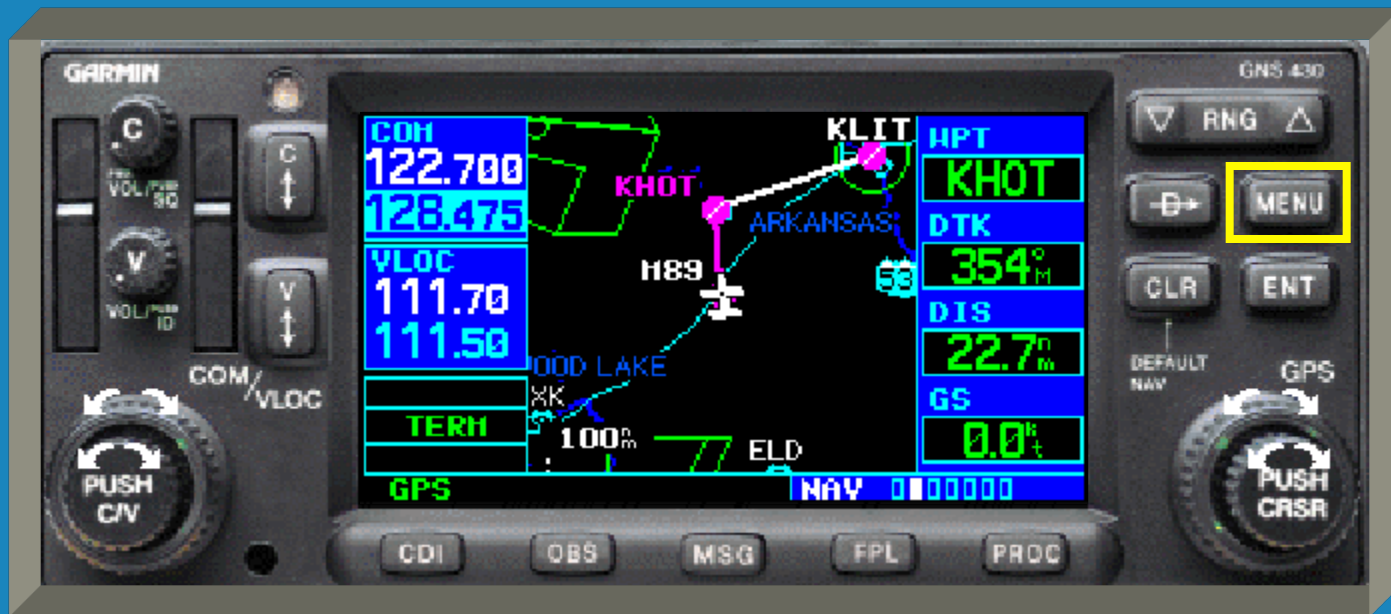 GARMIN
GNS 430
C
PWR VOL/PUSH SQ
C
V
VOL/PUSH ID
V
COM/VLOC
PUSH
C/V
COM
122.700
128.475
VLOC
111.70
111.50
TERM
GPS
KLIT
KHOT
ARKANSAS
M89
53
OOD LAKE
XK
100nm
ELD
WPT
KHOT
DTK
354°M
DIS
22.7nm
GS
0.0kt
NAV
RNG
D
MENU
CLR
ENT
DEFAULT
NAV
GPS
PUSH
CRSR
CDI
OBS
MSG
FPL
PROC